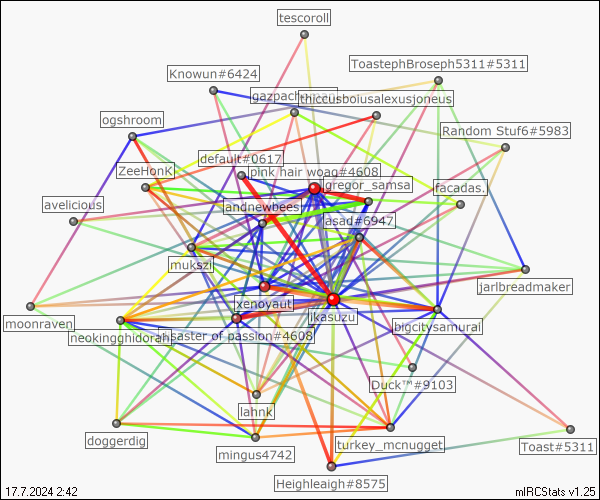 tescoroll
ToastephBroseph5311#5311
Knowun#6424
thiccusboiusalexusjoneus
ogshroom
Random Stuf6#5983
default#0617
pink hair woag#4608
ZeeHonK
gregor_samsa
facadas.
avelicious
andnewbees
asad#6947
mukszi
jarlbreadmaker
xenoyaut
ikasuzu
moonraven
bigcitysamurai
neokingghidorah
saster of passion#4608
Duck™#9103
lahnk
doggerdig
turkey_mcnugget
Toast#5311
mingus4742
Heighleaigh#8575
17.7.2024 2:42
mIRCStats v1.25